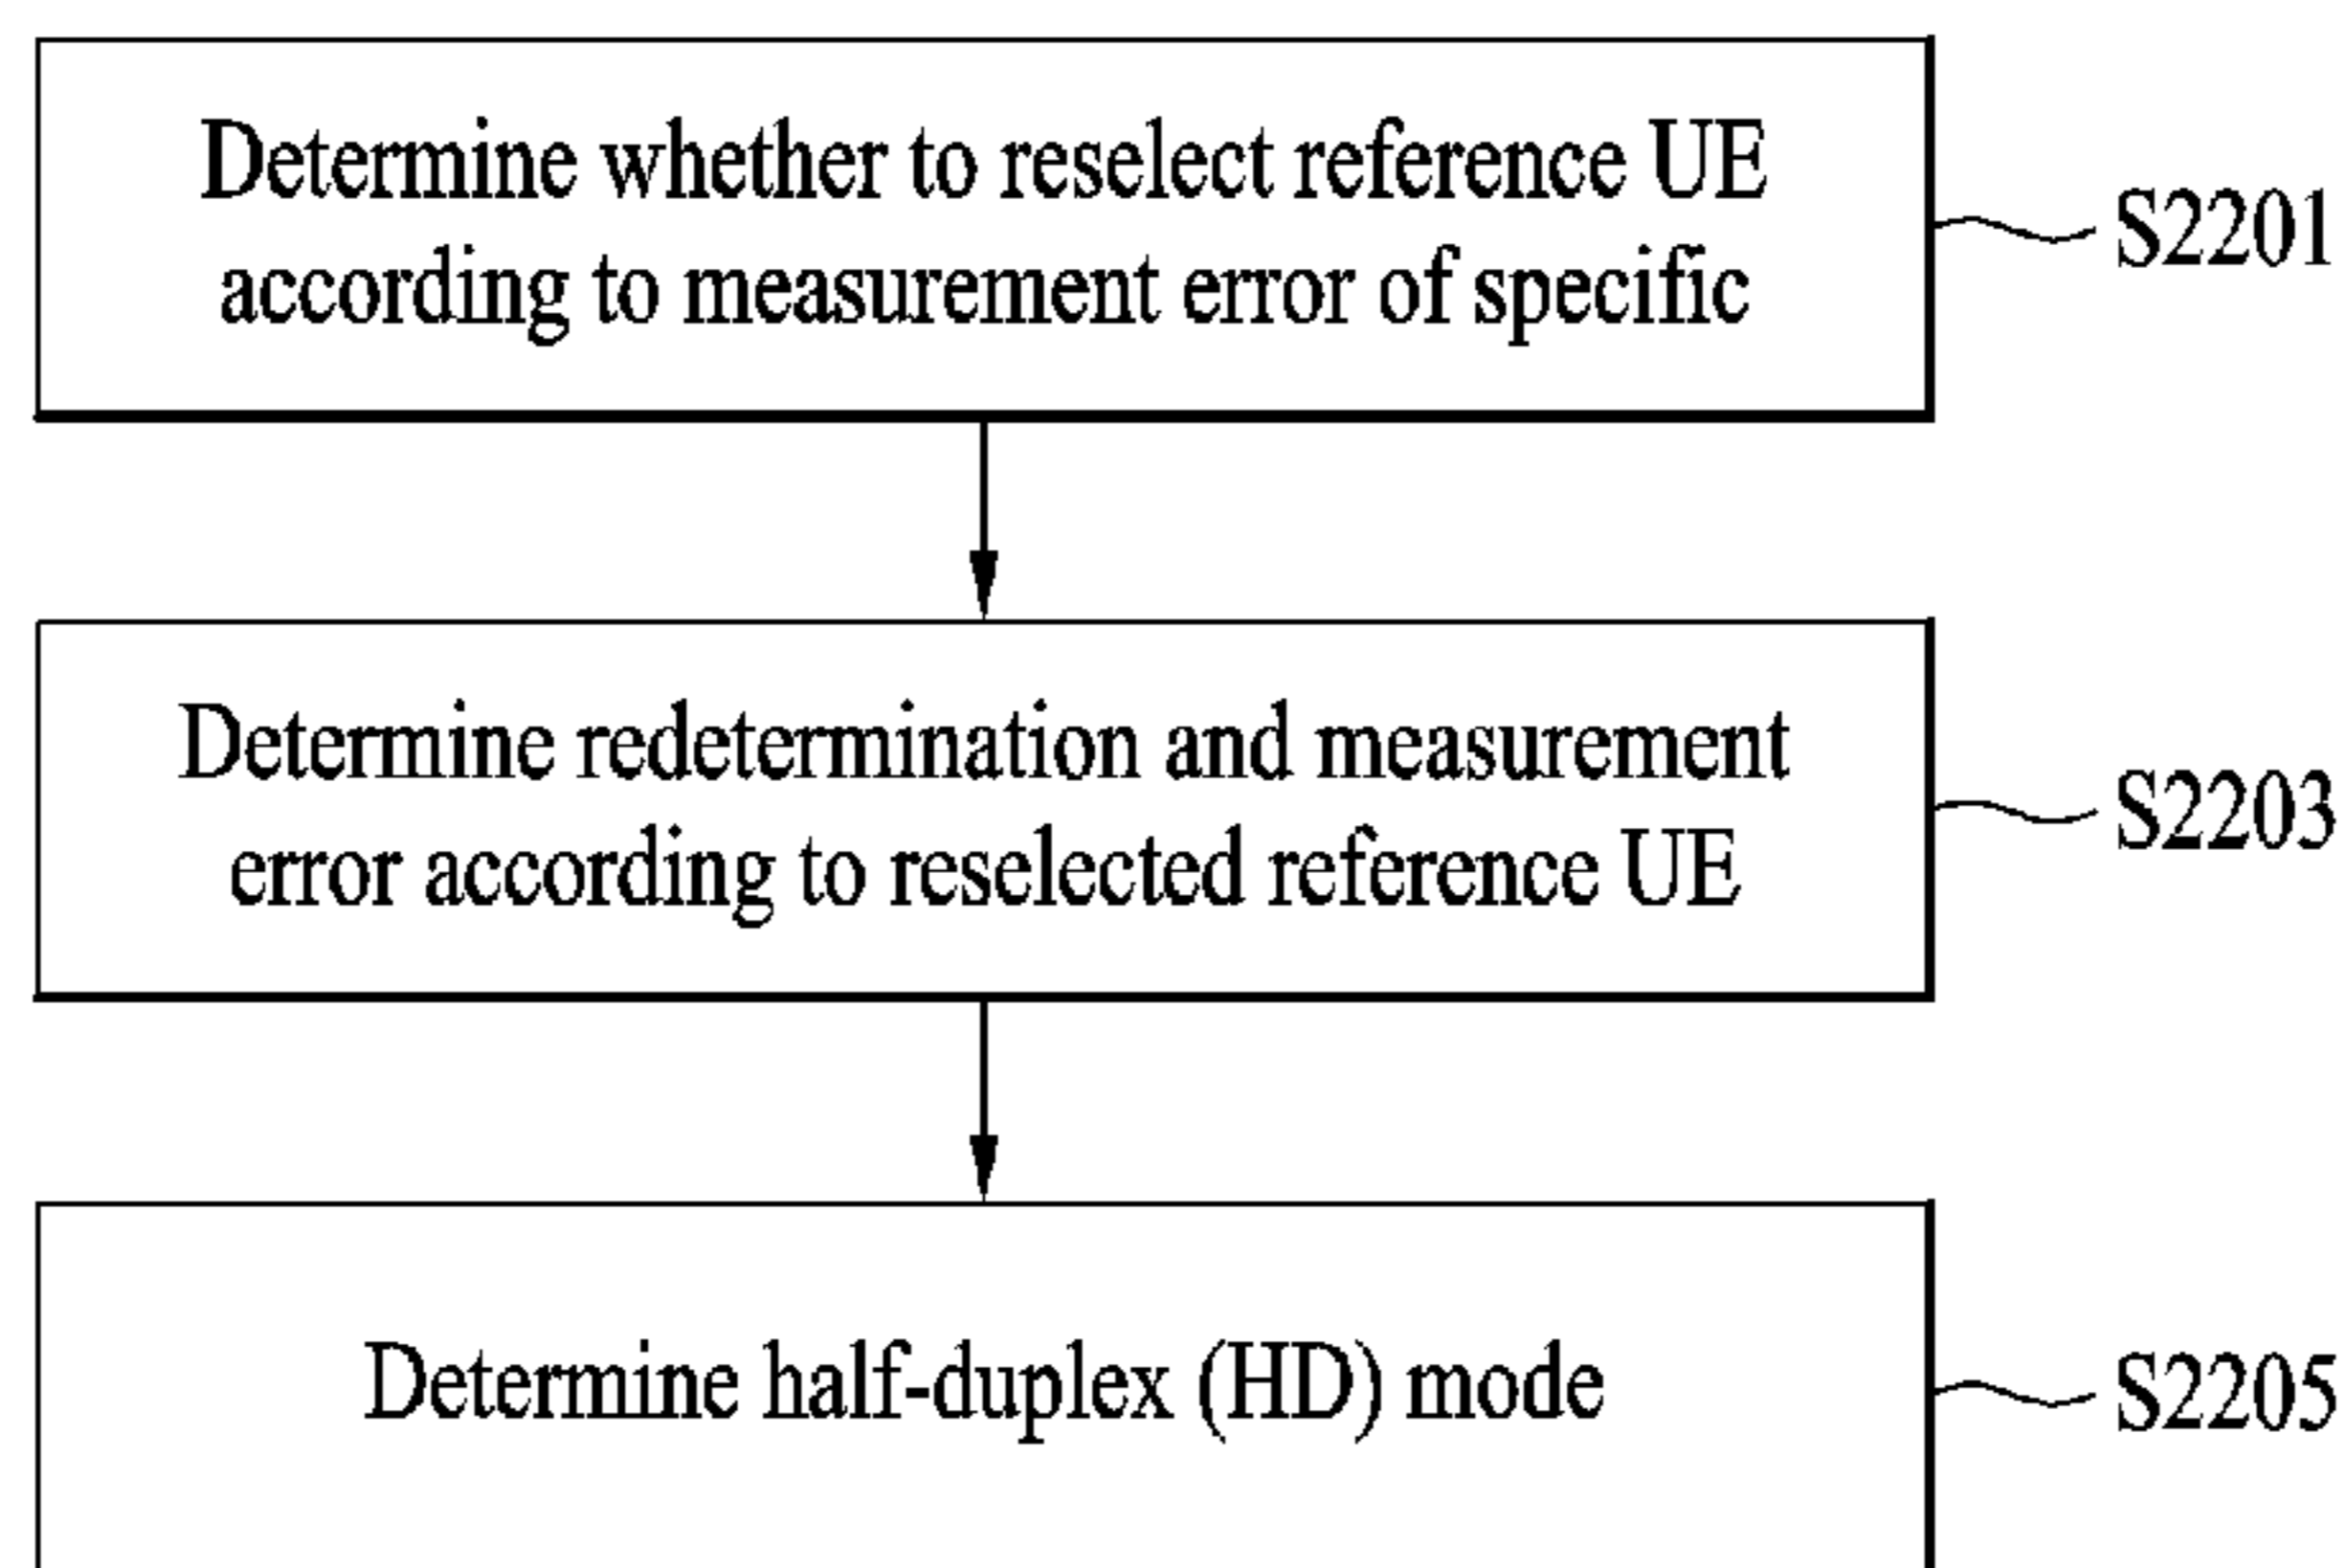 Determine whether to reselect reference UE
according to measurement error of specific
S2201
Determine redetermination and measurement
error according to reselected reference UE
S2203
Determine half-duplex (HD) mode
S2205